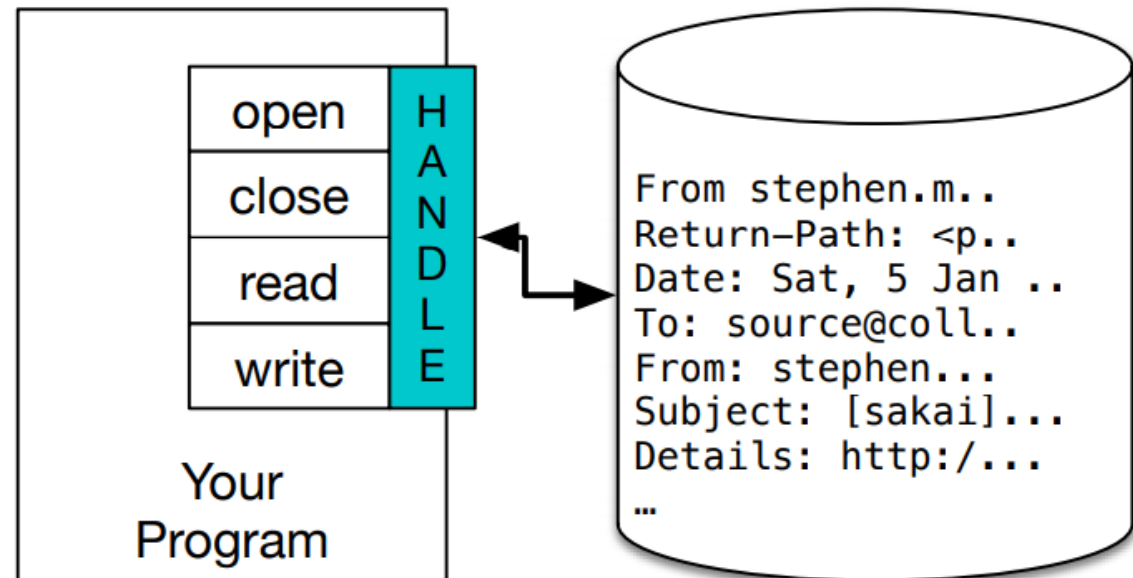 open
close
read
write
HANDLE
Your
Program
From stephen.m..
Return-Path: <p..
Date: Sat, 5 Jan ..
To: source@coll..
From: stephen...
Subject: [sakai]...
Details: http:/...
…